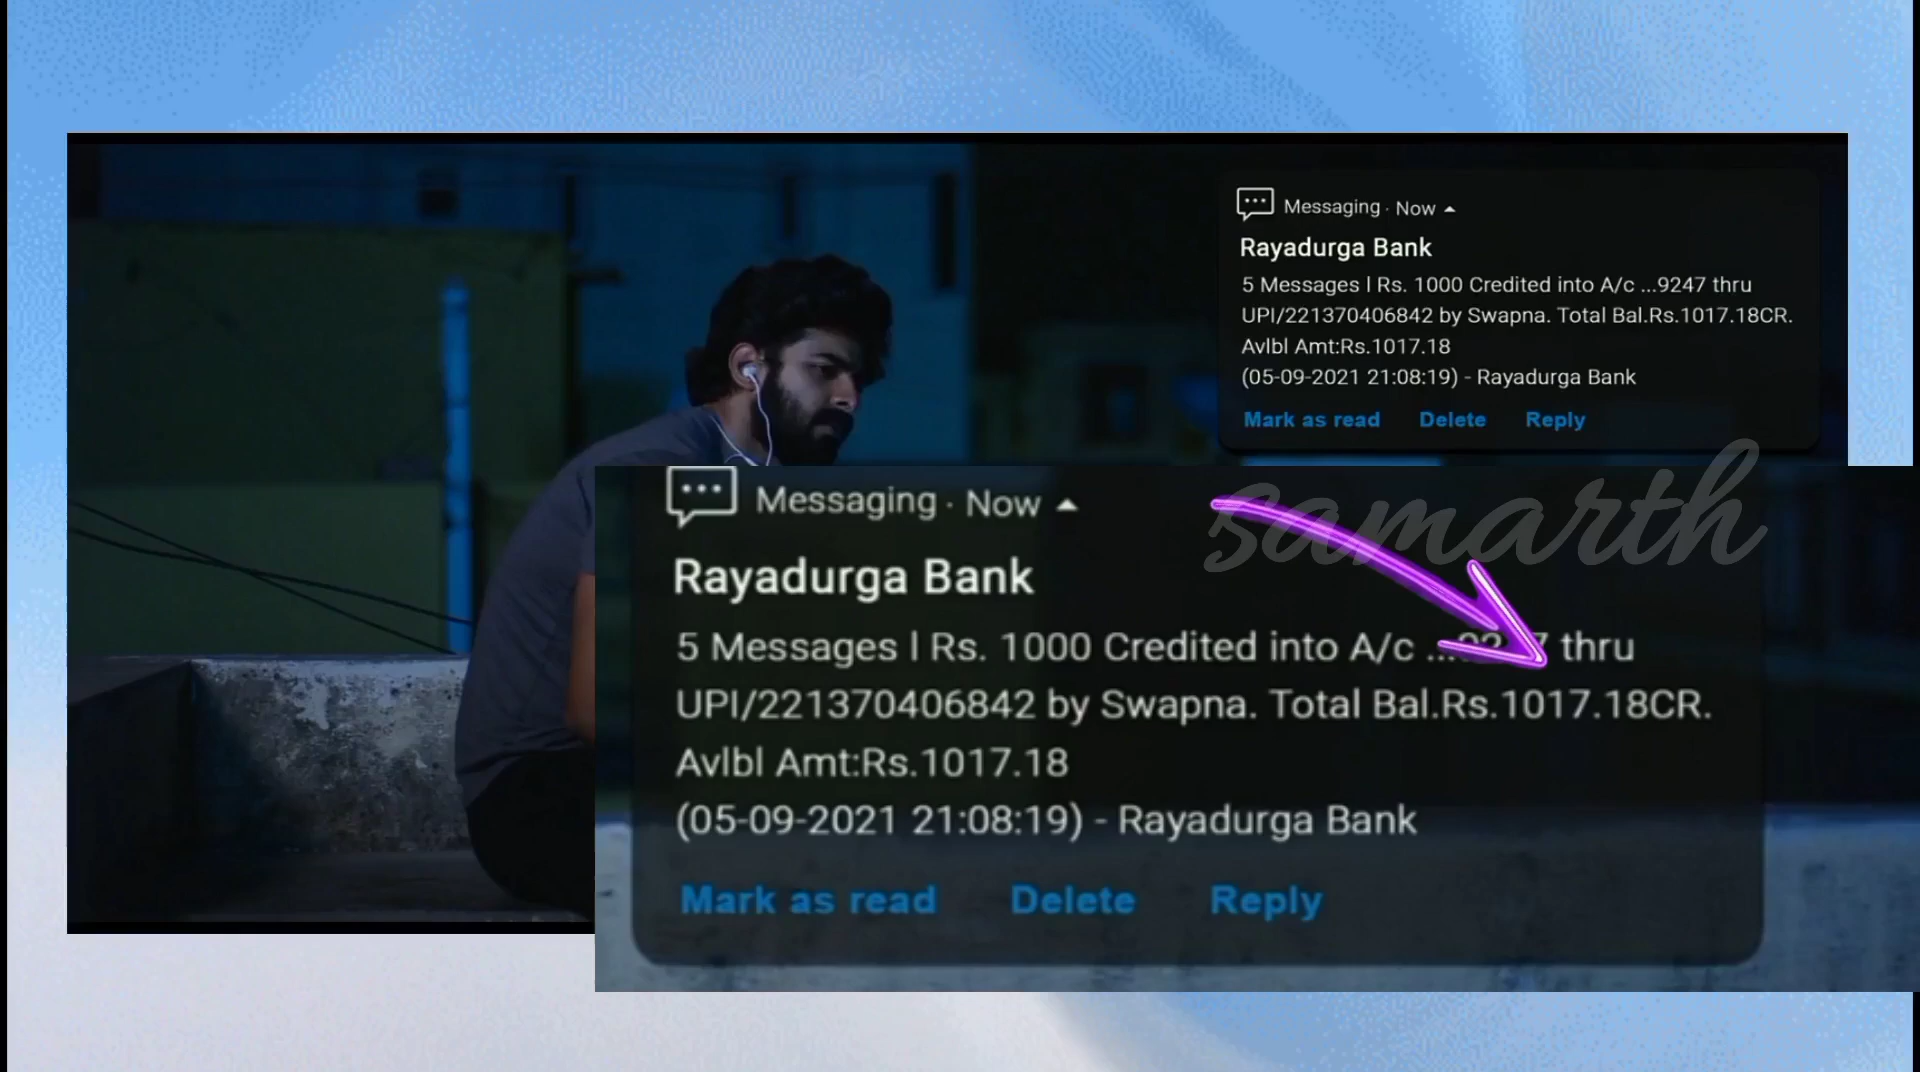 Messaging · Now
Rayadurga Bank
5 Messages l Rs. 1000 Credited into A/c ...9247 thru
UPI/221370406842 by Swapna. Total Bal.Rs.1017.18CR.
Avlbl Amt:Rs.1017.18
(05-09-2021 21:08:19) - Rayadurga Bank
Mark as read Delete Reply
samarth
Messaging · Now
Rayadurga Bank
5 Messages l Rs. 1000 Credited into A/c ...9247 thru
UPI/221370406842 by Swapna. Total Bal.Rs.1017.18CR.
Avlbl Amt:Rs.1017.18
(05-09-2021 21:08:19) - Rayadurga Bank
Mark as read Delete Reply